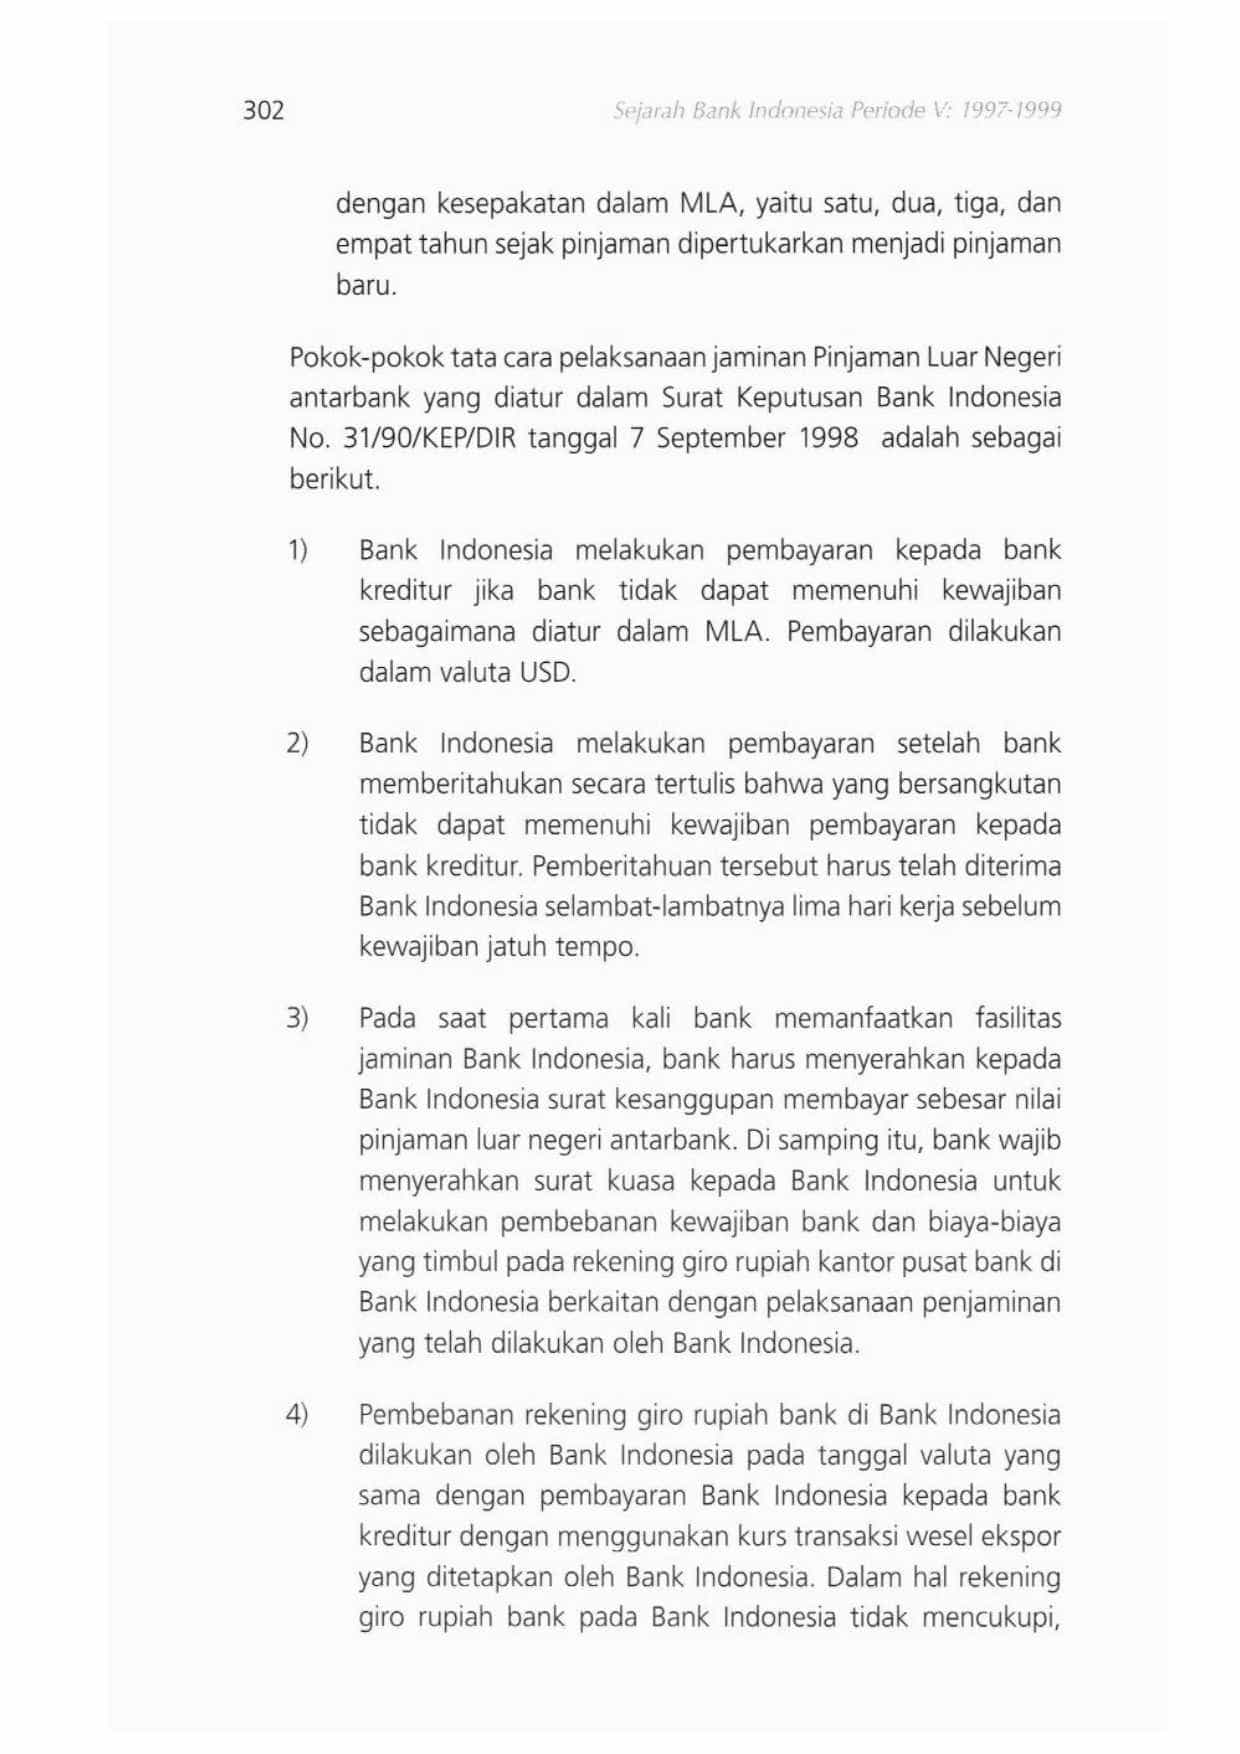 302
Sejarah Bank Indonesia Periode V: 1997-1999
dengan kesepakatan dalam MLA, yaitu satu, dua, tiga, dan
empat tahun sejak pinjaman dipertukarkan menjadi pinjaman
baru.
Pokok-pokok tata cara pelaksanaan jaminan Pinjaman Luar Negeri
antarbank yang diatur dalam Surat Keputusan Bank Indonesia
No. 31/90/KEP/DIR tanggal 7 September 1998 adalah sebagai
berikut.
1) Bank Indonesia melakukan pembayaran kepada bank
kreditur jika bank tidak dapat memenuhi kewajiban
sebagaimana diatur dalam MLA. Pembayaran dilakukan
dalam valuta USD.
2) Bank Indonesia melakukan pembayaran setelah bank
memberitahukan secara tertulis bahwa yang bersangkutan
tidak dapat memenuhi kewajiban pembayaran kepada
bank kreditur. Pemberitahuan tersebut harus telah diterima
Bank Indonesia selambat-lambatnya lima hari kerja sebelum
kewajiban jatuh tempo.
3) Pada saat pertama kali bank memanfaatkan fasilitas
jaminan Bank Indonesia, bank harus menyerahkan kepada
Bank Indonesia surat kesanggupan membayar sebesar nilai
pinjaman luar negeri antarbank. Di samping itu, bank wajib
menyerahkan surat kuasa kepada Bank Indonesia untuk
melakukan pembebanan kewajiban bank dan biaya-biaya
yang timbul pada rekening giro rupiah kantor pusat bank di
Bank Indonesia berkaitan dengan pelaksanaan penjaminan
yang telah dilakukan oleh Bank Indonesia.
4) Pembebanan rekening giro rupiah bank di Bank Indonesia
dilakukan oleh Bank Indonesia pada tanggal valuta yang
sama dengan pembayaran Bank Indonesia kepada bank
kreditur dengan menggunakan kurs transaksi wesel ekspor
yang ditetapkan oleh Bank Indonesia. Dalam hal rekening
giro rupiah bank pada Bank Indonesia tidak mencukupi,